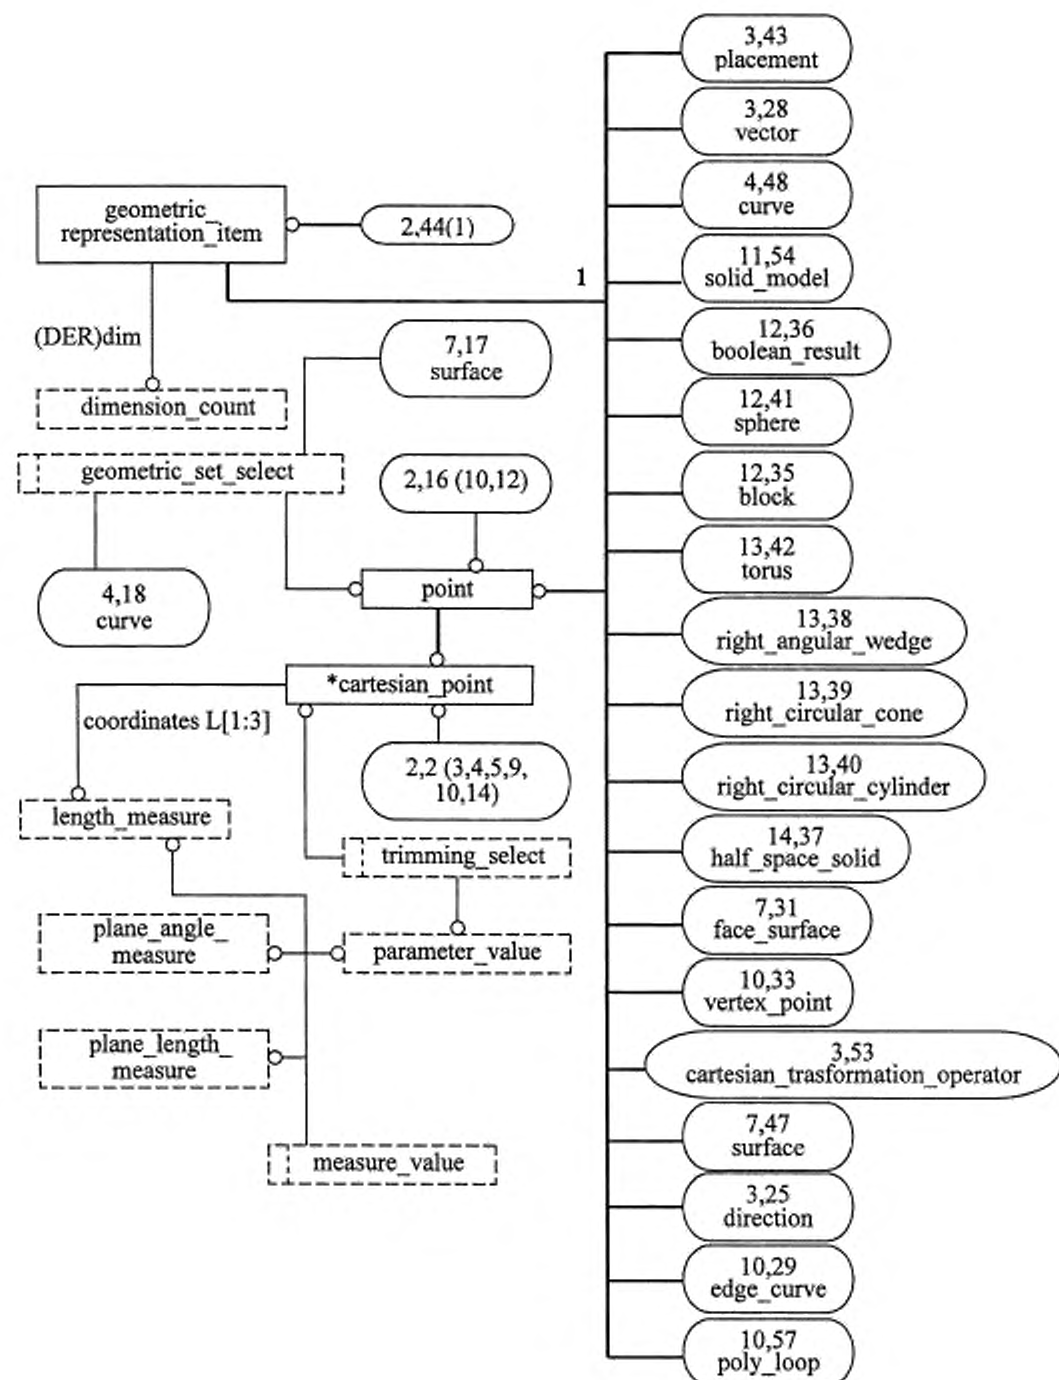 3,43
placement
3,28
vector
4,48
curve
geometric_
representation_item
2,44(1)
11,54
solid_model
1
(DER)dim
7,17
surface
12,36
boolean_result
dimension_count
12,41
sphere
geometric_set_select
2,16 (10,12)
12,35
block
13,42
torus
4,18
curve
point
13,38
right_angular_wedge
*cartesian_point
13,39
right_circular_cone
coordinates L[1:3]
2,2 (3,4,5,9,
10,14)
13,40
right_circular_cylinder
length_measure
trimming_select
14,37
half_space_solid
plane_angle_
measure
parameter_value
7,31
face_surface
10,33
vertex_point
plane_length_
measure
3,53
cartesian_trasformation_operator
7,47
surface
measure_value
3,25
direction
10,29
edge_curve
10,57
poly_loop